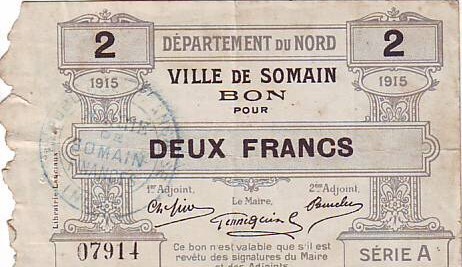 2 DÉPARTEMENT DU NORD 2
1915 VILLE DE SOMAIN 1915
BON
POUR
DEUX FRANCS
SOMAIN
1er Adjoint, Le Maire, 2me Adjoint,
07914
Ce bon n'est valable que s'il est
revêtu des signatures du Maire
et des Adjoints
SÉRIE A